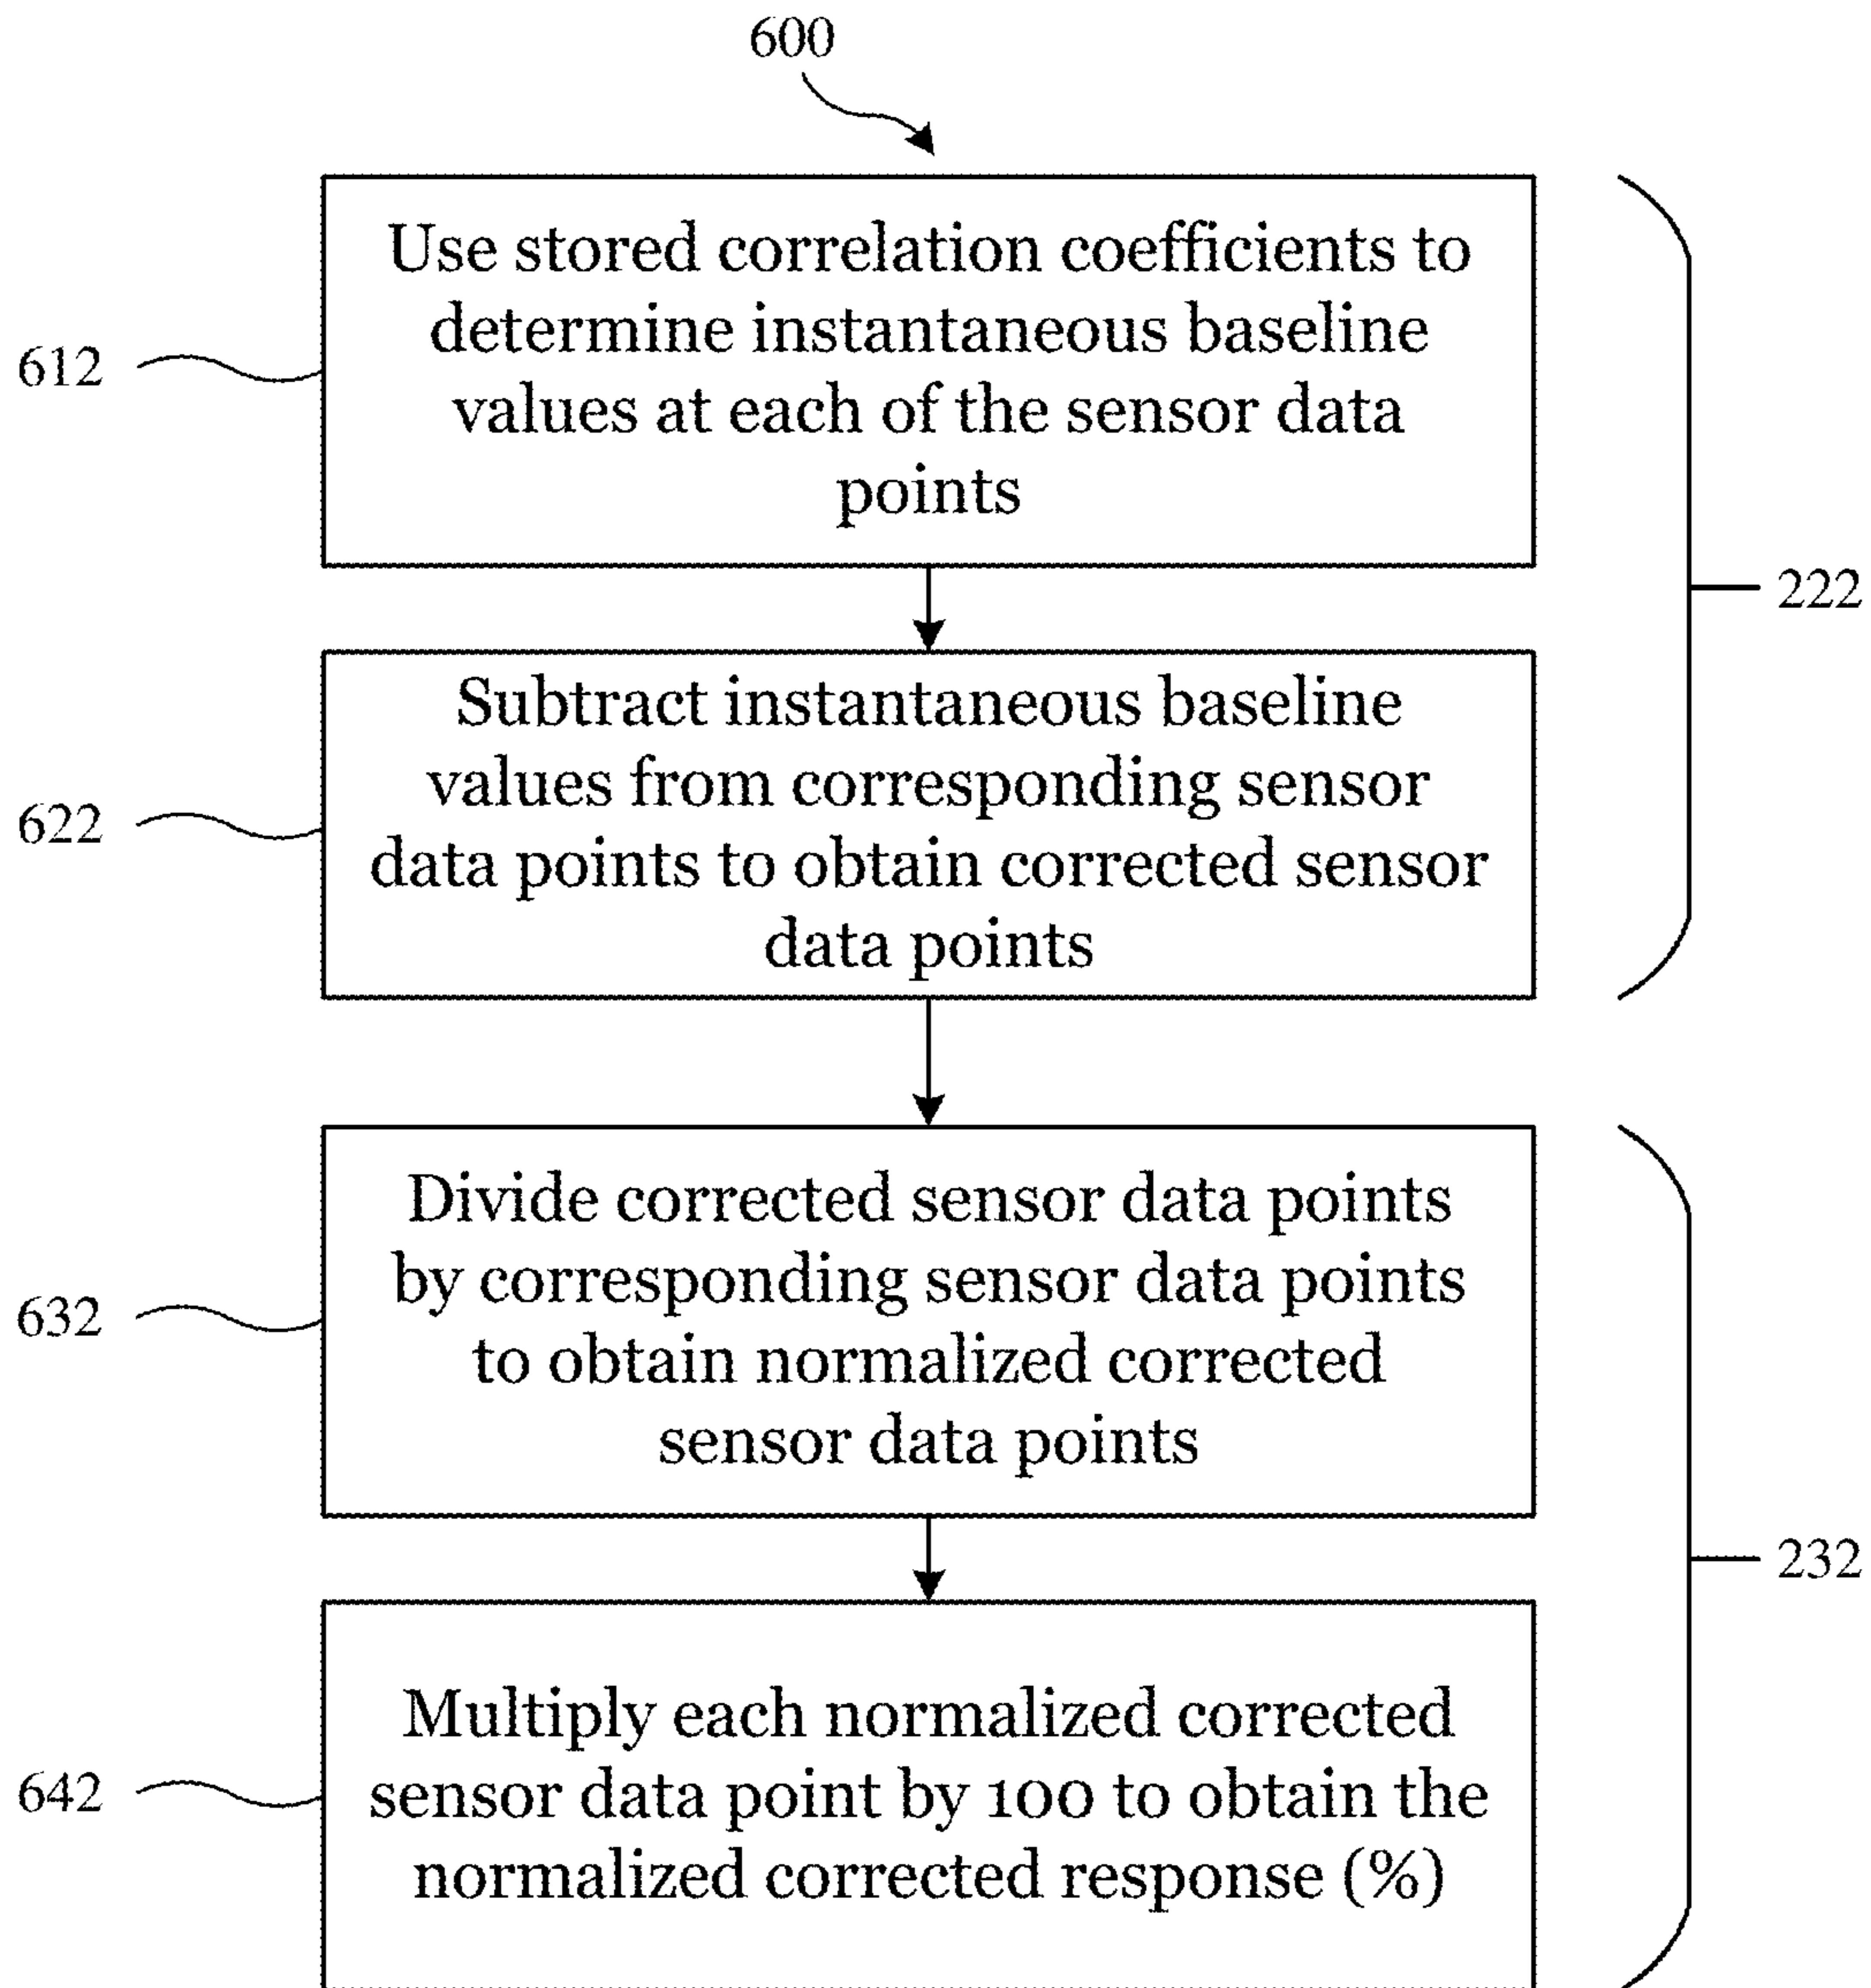 600
Use stored correlation coefficients to
determine instantaneous baseline
values at each of the sensor data
points
612
222
Subtract instantaneous baseline
values from corresponding sensor
data points to obtain corrected sensor
data points
622
Divide corrected sensor data points
by corresponding sensor data points
to obtain normalized corrected
sensor data points
632
232
Multiply each normalized corrected
sensor data point by 100 to obtain the
normalized corrected response (%)
642